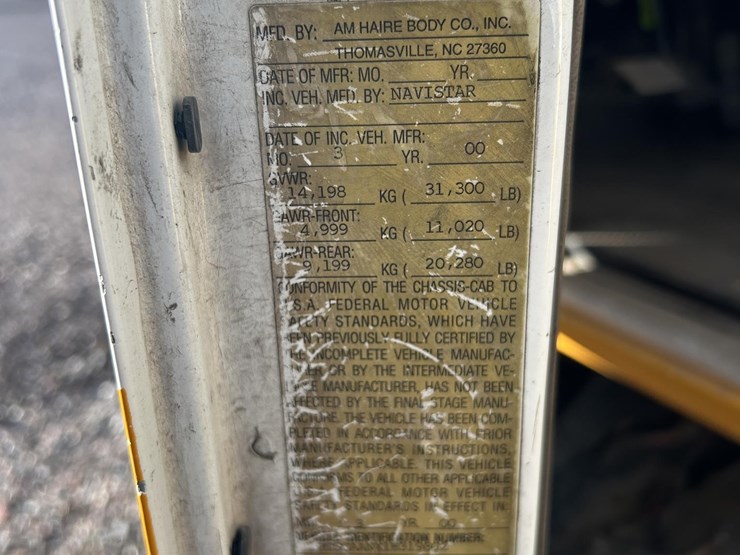 MFD. BY: AM HAIRE BODY CO., INC.
THOMASVILLE, NC 27360
DATE OF MFR: MO. YR.
INC. VEH. MFD. BY: NAVISTAR
DATE OF INC. VEH. MFR:
MO. 3 YR. 00
GVWR:
14,198 KG ( 31,300 LB)
AWR-FRONT:
4,999 KG ( 11,020 LB)
AWR-REAR:
9,199 KG ( 20,280 LB)
CONFORMITY OF THE CHASSIS-CAB TO
U.S.A. FEDERAL MOTOR VEHICLE
SAFETY STANDARDS, WHICH HAVE
BEEN PREVIOUSLY FULLY CERTIFIED BY
THE INCOMPLETE VEHICLE MANUFAC-
TURER OR BY THE INTERMEDIATE VE-
HICLE MANUFACTURER, HAS NOT BEEN
AFFECTED BY THE FINAL-STAGE MANU-
FACTURE. THE VEHICLE HAS BEEN COM-
PLETED IN ACCORDANCE WITH PRIOR
MANUFACTURER'S INSTRUCTIONS,
WHERE APPLICABLE. THIS VEHICLE
CONFORMS TO ALL OTHER APPLICABLE
FEDERAL MOTOR VEHICLE
SAFETY STANDARDS IN EFFECT IN:
3 YR. 00
VEHICLE IDENTIFICATION NUMBER: